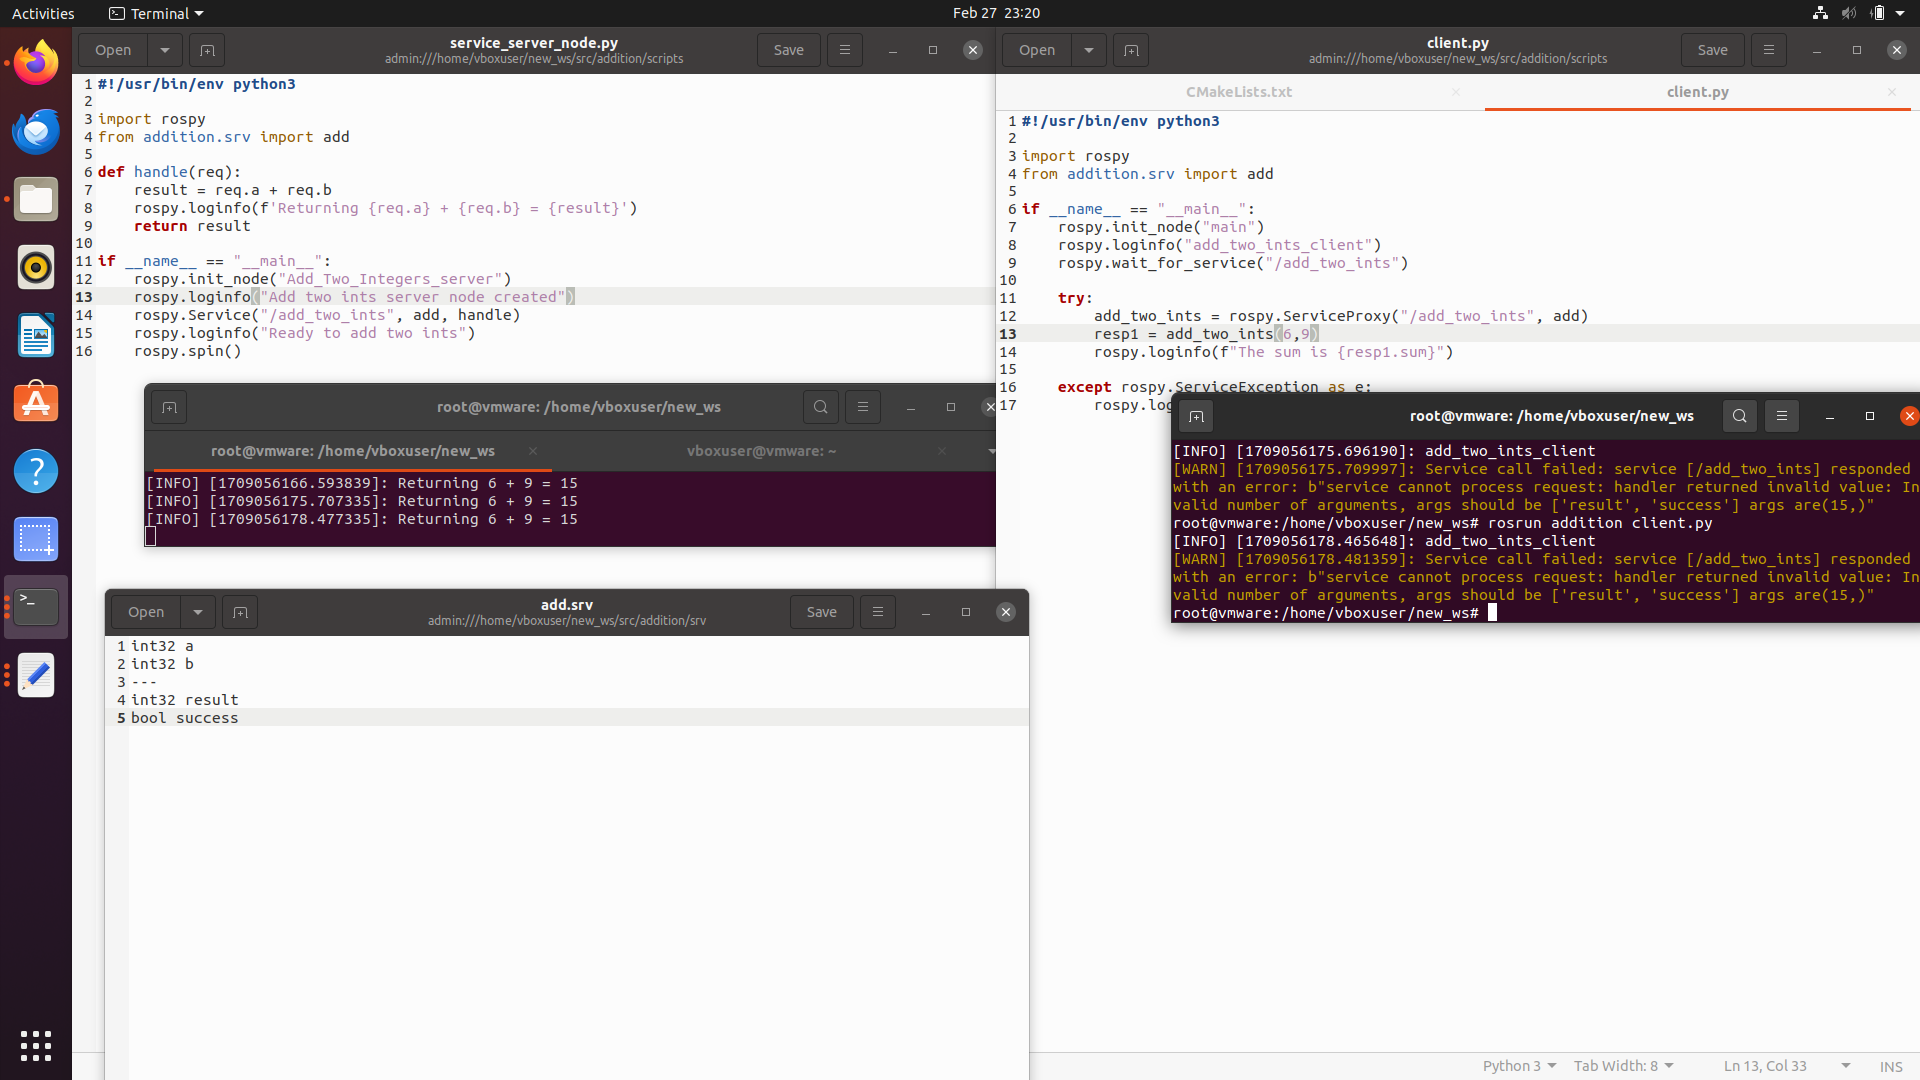 Activities
Terminal
Feb 27 23:20
Open
service_server_node.py
admin:///home/vboxuser/new_ws/src/addition/scripts
Save
1 #!/usr/bin/env python3
2
3 import rospy
4 from addition.srv import add
5
6 def handle(req):
7     result = req.a + req.b
8     rospy.loginfo(f'Returning {req.a} + {req.b} = {result}')
9     return result
10
11 if __name__ == "__main__":
12     rospy.init_node("Add_Two_Integers_server")
13     rospy.loginfo("Add two ints server node created")
14     rospy.Service("/add_two_ints", add, handle)
15     rospy.loginfo("Ready to add two ints")
16     rospy.spin()
Open
client.py
admin:///home/vboxuser/new_ws/src/addition/scripts
Save
CMakeLists.txt
client.py
1 #!/usr/bin/env python3
2
3 import rospy
4 from addition.srv import add
5
6 if __name__ == "__main__":
7     rospy.init_node("main")
8     rospy.loginfo("add_two_ints_client")
9     rospy.wait_for_service("/add_two_ints")
10
11     try:
12         add_two_ints = rospy.ServiceProxy("/add_two_ints", add)
13         resp1 = add_two_ints(6,9)
14         rospy.loginfo(f"The sum is {resp1.sum}")
15
16     except rospy.ServiceException as e:
17         rospy.log
root@vmware: /home/vboxuser/new_ws
root@vmware: /home/vboxuser/new_ws
vboxuser@vmware: ~
[INFO] [1709056166.593839]: Returning 6 + 9 = 15
[INFO] [1709056175.707335]: Returning 6 + 9 = 15
[INFO] [1709056178.477335]: Returning 6 + 9 = 15
root@vmware: /home/vboxuser/new_ws
[INFO] [1709056175.696190]: add_two_ints_client
[WARN] [1709056175.709997]: Service call failed: service [/add_two_ints] responded
with an error: b"service cannot process request: handler returned invalid value: In
valid number of arguments, args should be ['result', 'success'] args are(15,)"
root@vmware:/home/vboxuser/new_ws# rosrun addition client.py
[INFO] [1709056178.465648]: add_two_ints_client
[WARN] [1709056178.481359]: Service call failed: service [/add_two_ints] responded
with an error: b"service cannot process request: handler returned invalid value: In
valid number of arguments, args should be ['result', 'success'] args are(15,)"
root@vmware:/home/vboxuser/new_ws#
Open
add.srv
admin:///home/vboxuser/new_ws/src/addition/srv
Save
1 int32 a
2 int32 b
3 ---
4 int32 result
5 bool success
Python 3
Tab Width: 8
Ln 13, Col 33
INS